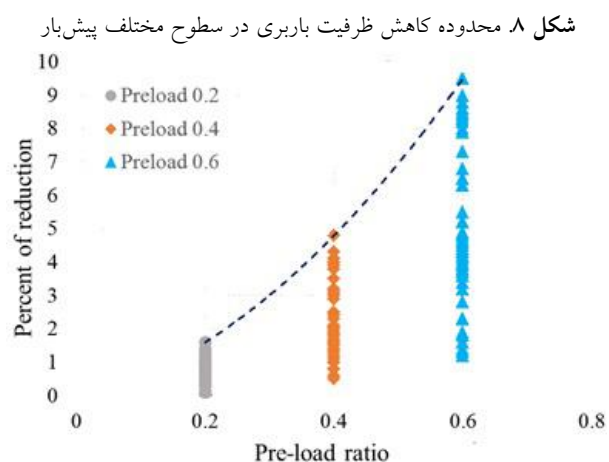 شکل ۸. محدوده کاهش ظرفیت باربری در سطوح مختلف پیش‌بار
10
9
8
7
6
5
4
3
2
1
0
Percent of reduction
Preload 0.2
Preload 0.4
Preload 0.6
0 0.2 0.4 0.6 0.8
Pre-load ratio